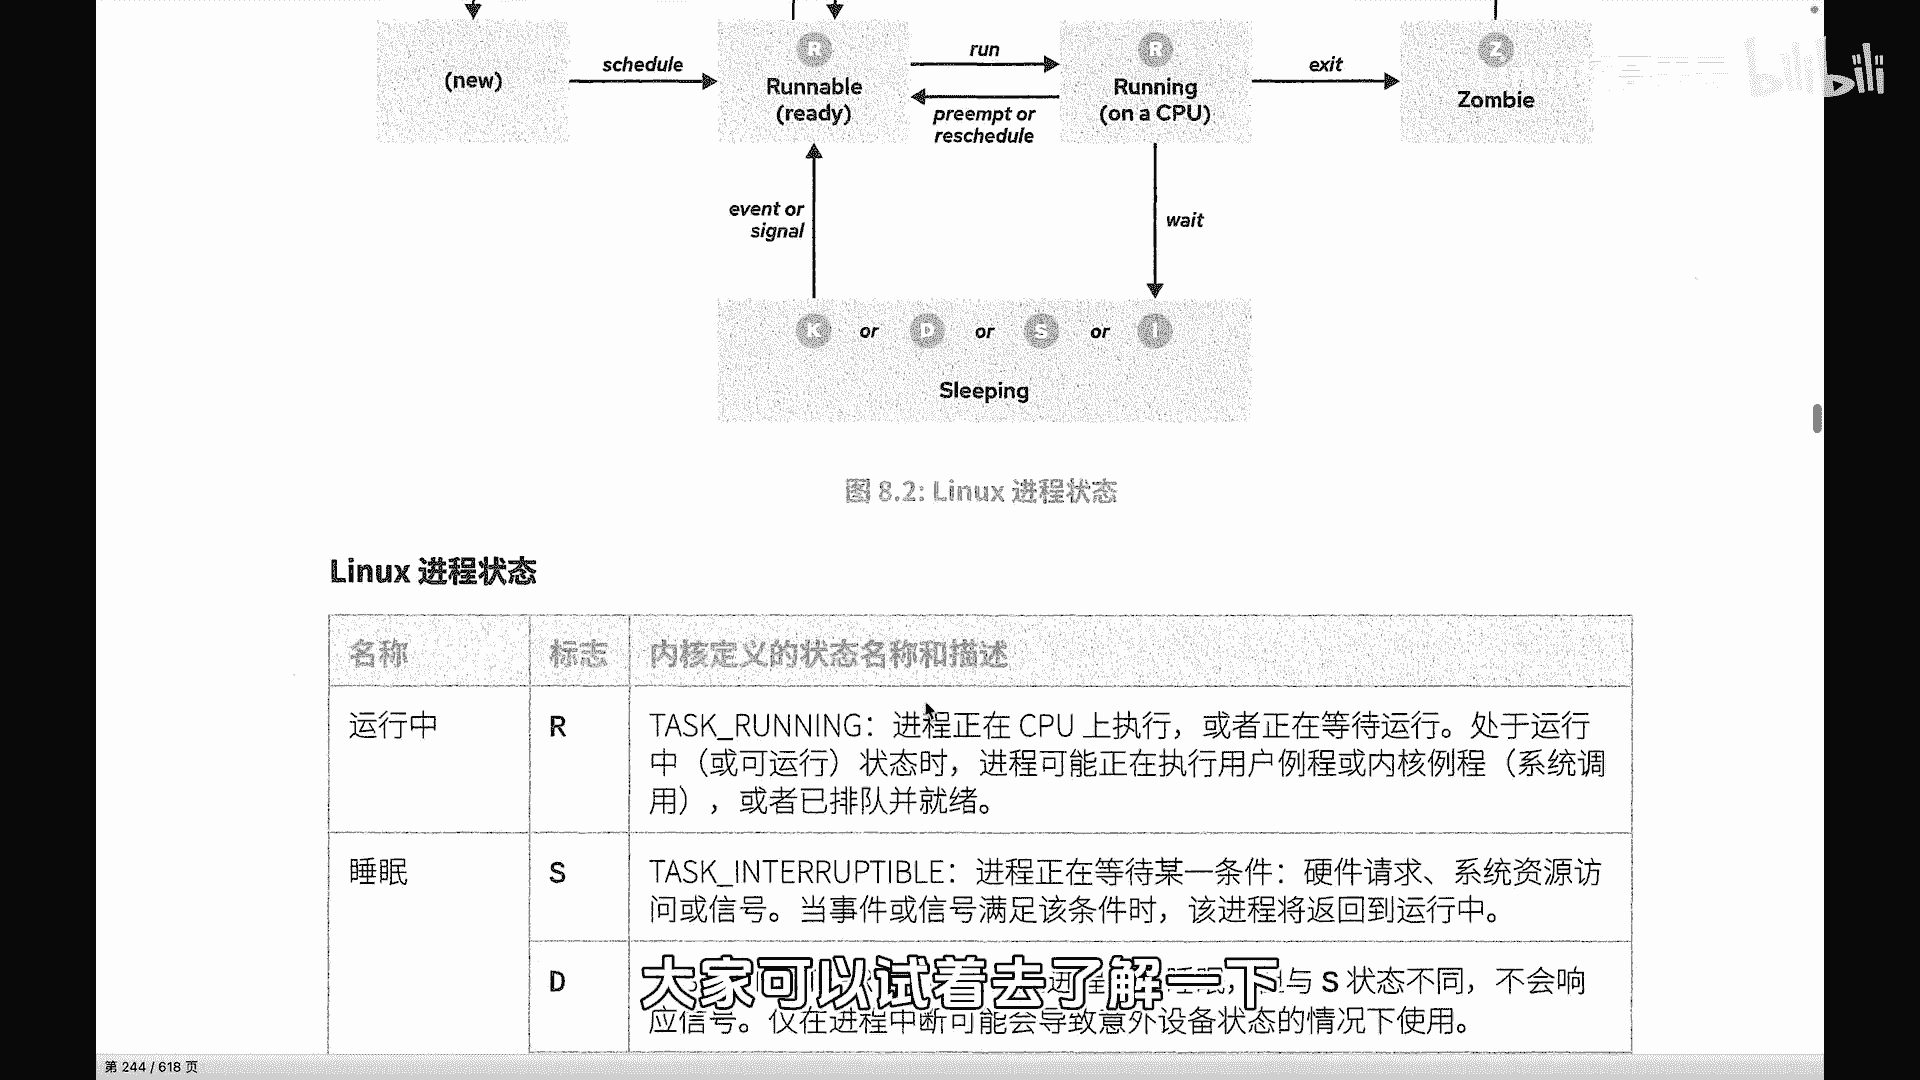 bilibili
(new)
schedule
R
Runnable
(ready)
run
preempt or
reschedule
R
Running
(on a CPU)
exit
Z
Zombie
event or
signal
wait
K or D or S or I
Sleeping
图 8.2: Linux 进程状态
Linux 进程状态
名称 标志 内核定义的状态名称和描述
运行中 R TASK_RUNNING：进程正在 CPU 上执行，或者正在等待运行。处于运行
中（或可运行）状态时，进程可能正在执行用户例程或内核例程（系统调
用），或者已排队并就绪。
睡眠 S TASK_INTERRUPTIBLE：进程正在等待某一条件：硬件请求、系统资源访
问或信号。当事件或信号满足该条件时，该进程将返回到运行中。
D 与 S 状态不同，不会响
应信号。仅在进程中断可能会导致意外设备状态的情况下使用。
大家可以试着去了解一下
第 244 / 618 页